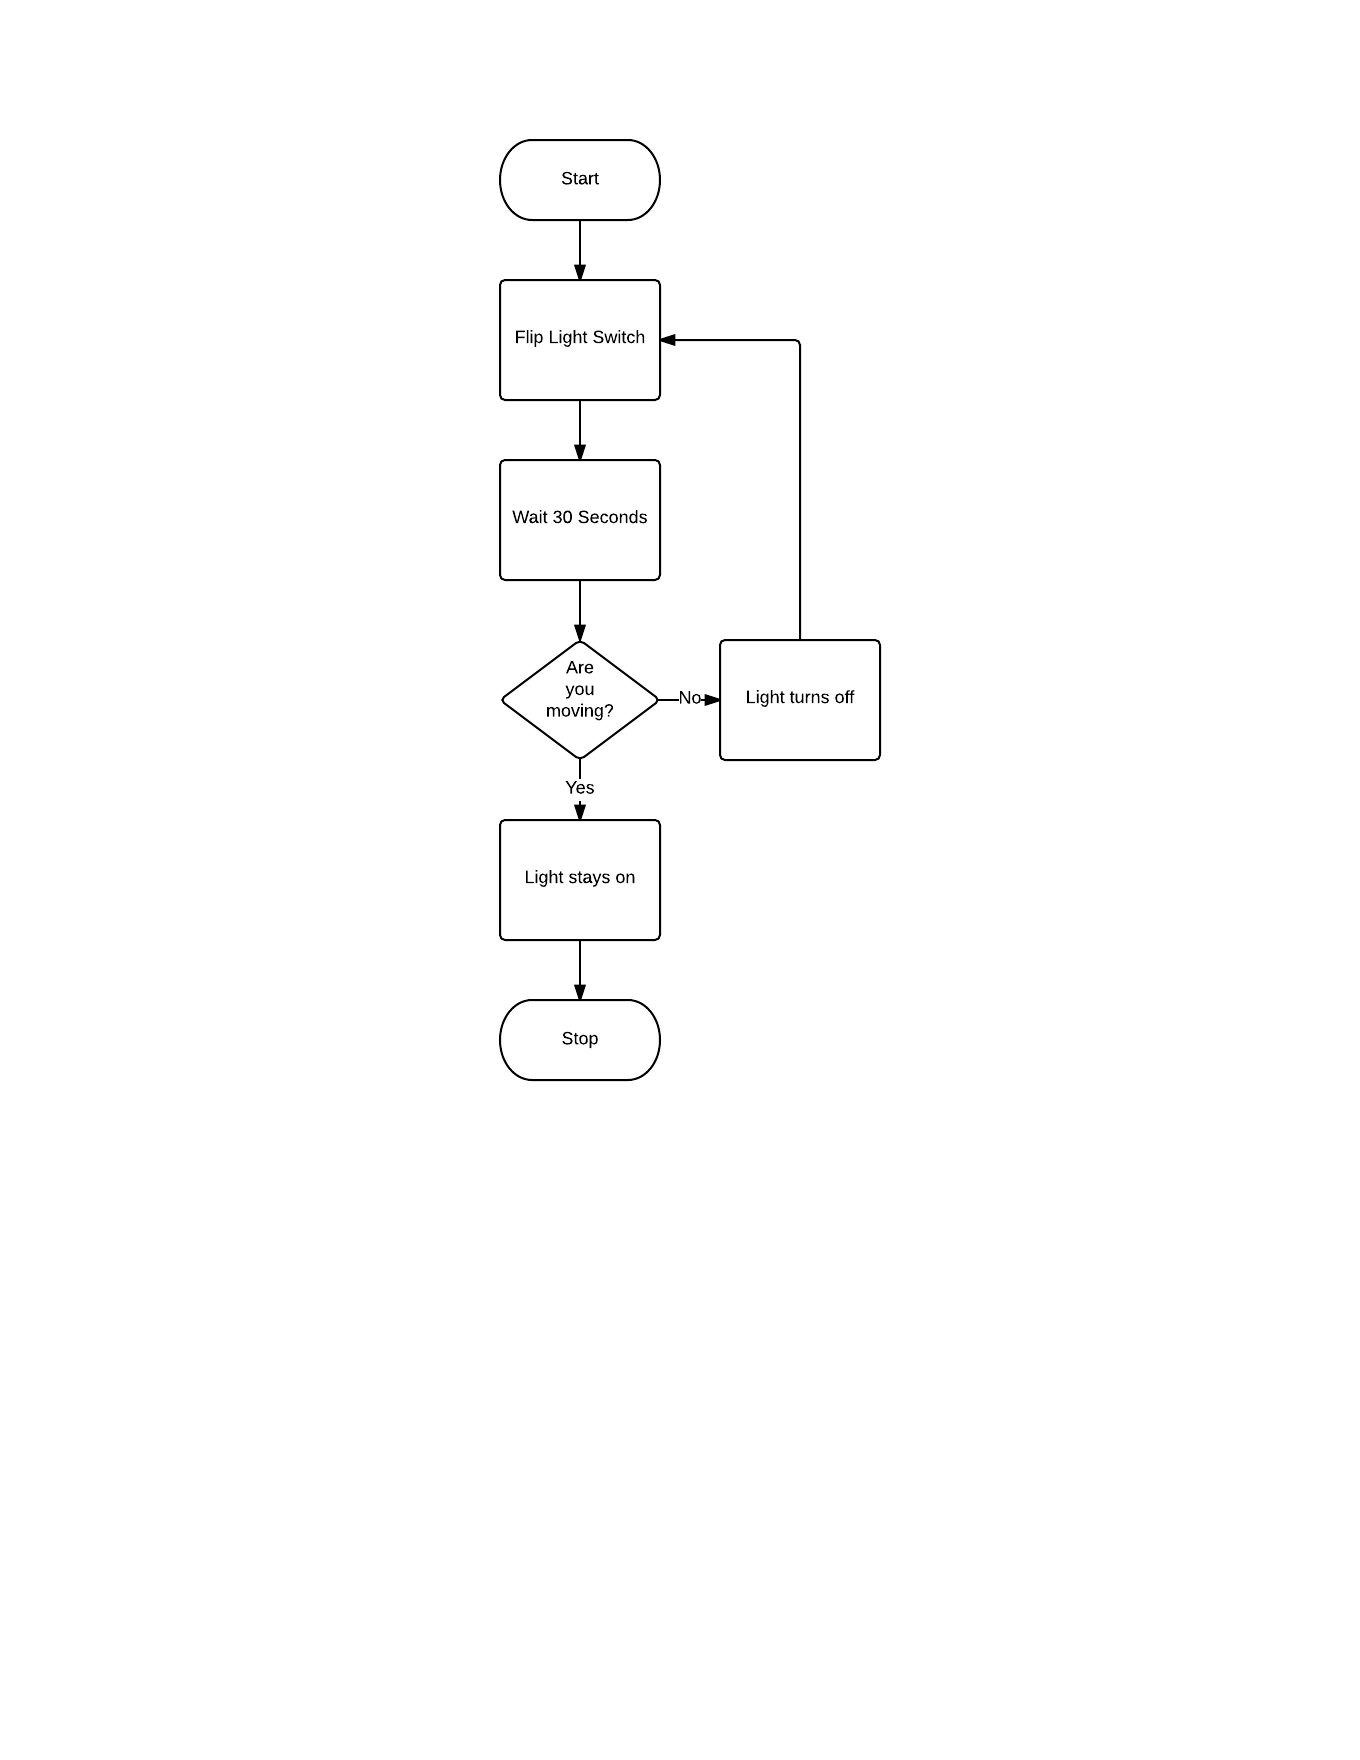 Start
Flip Light Switch
Wait 30 Seconds
Are
you
moving?
No
Light turns off
Yes
Light stays on
Stop